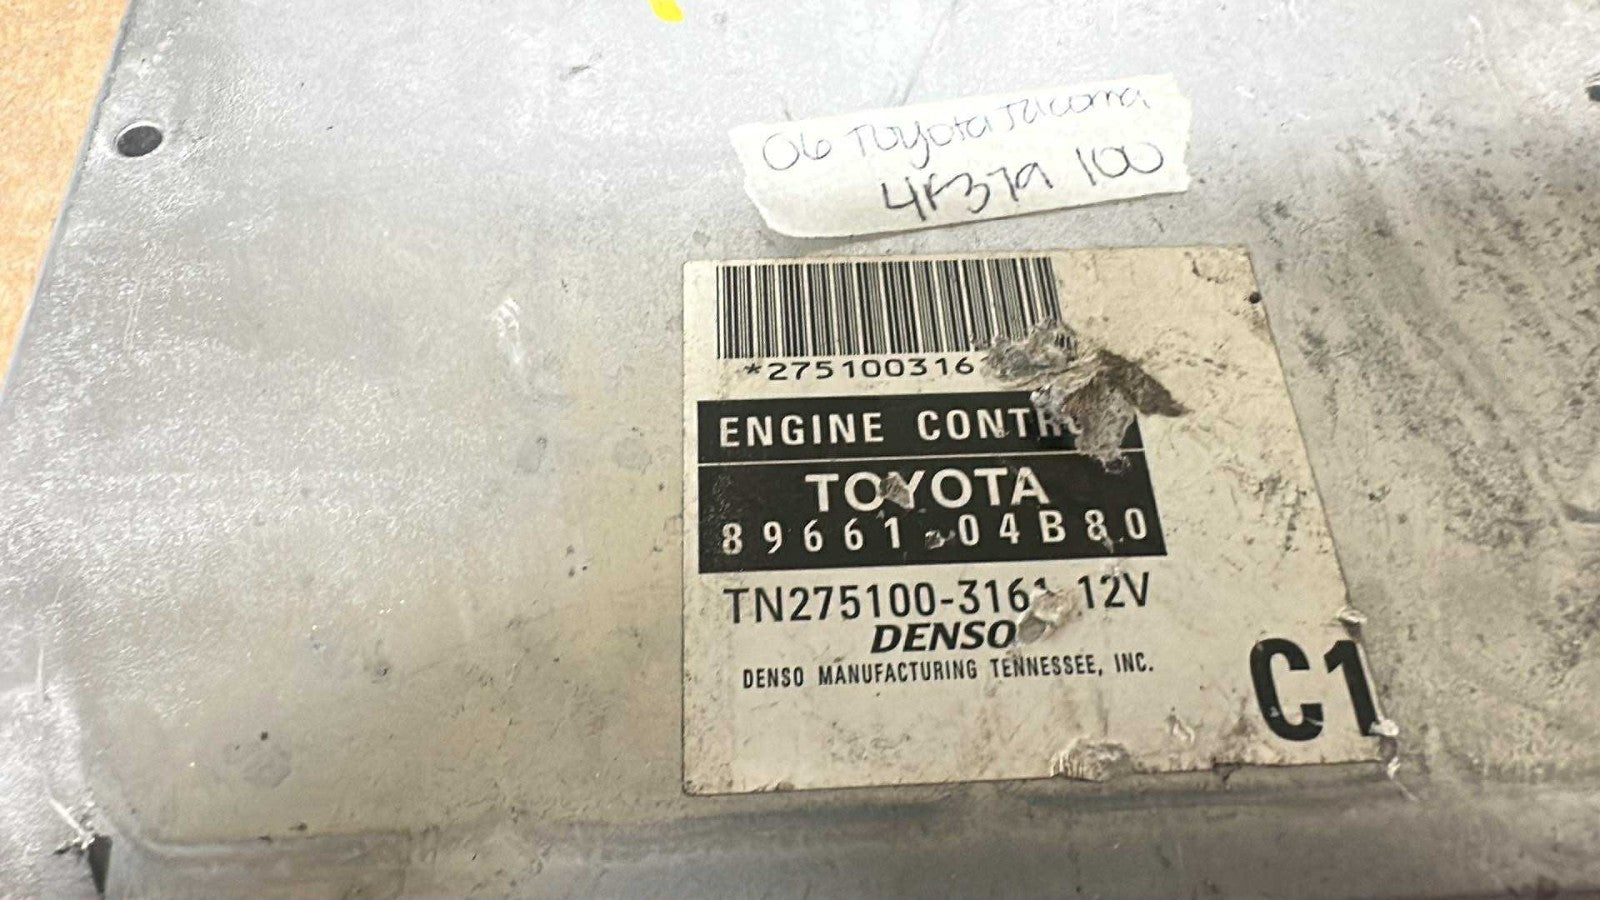 06 Toyota Tacoma
100
*275100316
ENGINE CONTR
TOYOTA
89661-04B80
TN275100-3161 12V
DENSO
DENSO MANUFACTURING TENNESSEE, INC.
C1